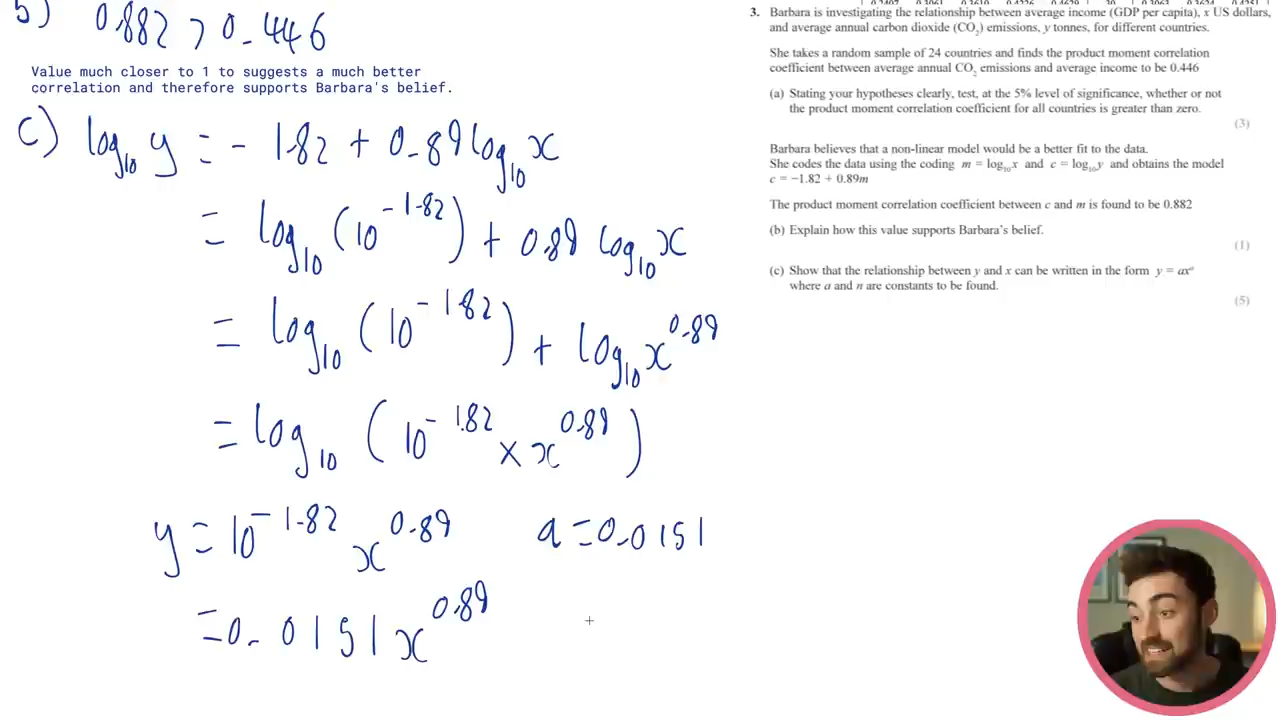 b) 0.882 > 0.446
Value much closer to 1 to suggests a much better
correlation and therefore supports Barbara's belief.
c) log₁₀ y = - 1.82 + 0.89 log₁₀ x
= log₁₀ (10^-1.82) + 0.89 log₁₀ x
= log₁₀ (10^-1.82) + log₁₀ x^0.89
= log₁₀ (10^-1.82 × x^0.89)
y = 10^-1.82 x^0.89 a = 0.0151
= 0.0151 x^0.89
3. Barbara is investigating the relationship between average income (GDP per capita), x US dollars,
and average annual carbon dioxide (CO₂) emissions, y tonnes, for different countries.
She takes a random sample of 24 countries and finds the product moment correlation
coefficient between average annual CO₂ emissions and average income to be 0.446
(a) Stating your hypotheses clearly, test, at the 5% level of significance, whether or not
the product moment correlation coefficient for all countries is greater than zero.
(3)
Barbara believes that a non-linear model would be a better fit to the data.
She codes the data using the coding m = log₁₀x and c = log₁₀y and obtains the model
c = −1.82 + 0.89m
The product moment correlation coefficient between c and m is found to be 0.882
(b) Explain how this value supports Barbara's belief.
(1)
(c) Show that the relationship between y and x can be written in the form y = axⁿ
where a and n are constants to be found.
(5)